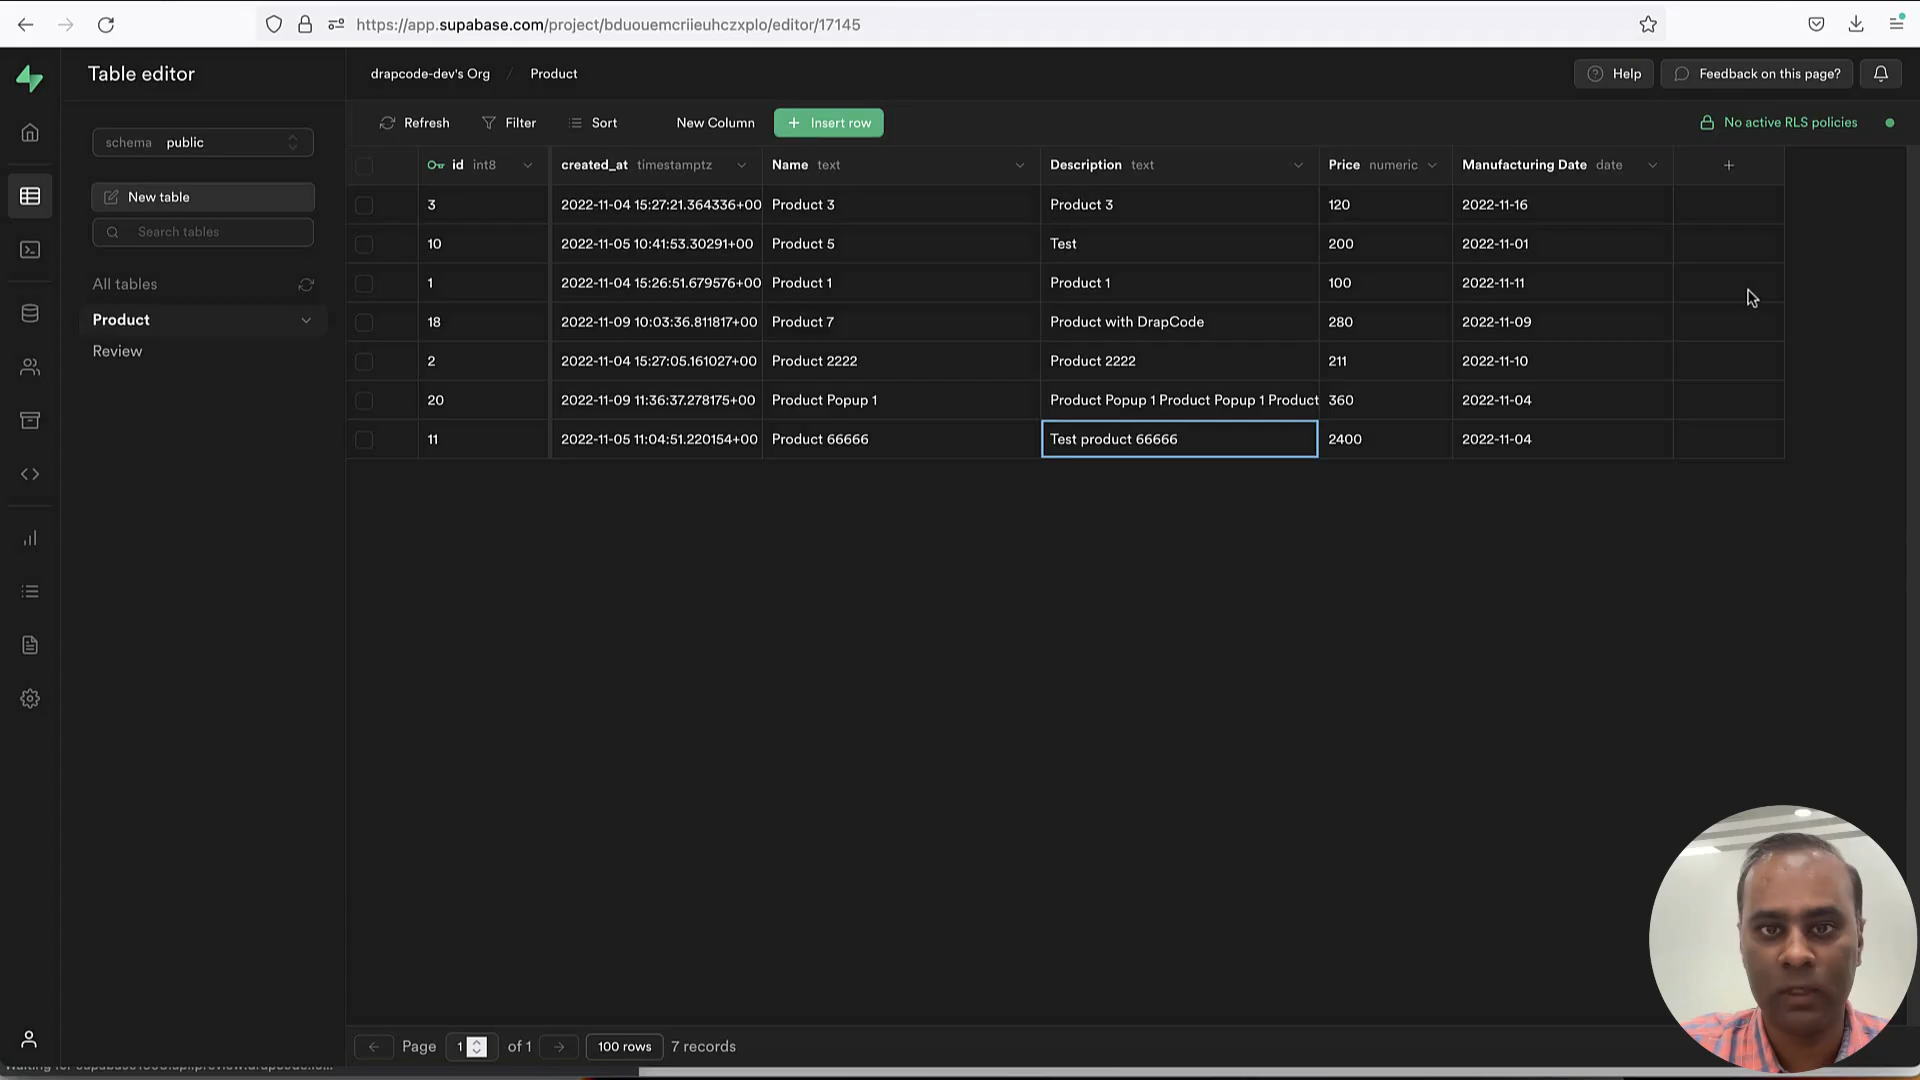 https://app.supabase.com/project/bduouemcriieuhczxplo/editor/17145
Table editor
drapcode-dev's Org / Product
Help
Feedback on this page?
schema public
Refresh Filter Sort New Column + Insert row
No active RLS policies
id int8 created_at timestamptz Name text Description text Price numeric Manufacturing Date date +
New table
Search tables
All tables
Product
Review
3 2022-11-04 15:27:21.364336+00 Product 3 Product 3 120 2022-11-16
10 2022-11-05 10:41:53.30291+00 Product 5 Test 200 2022-11-01
1 2022-11-04 15:26:51.679576+00 Product 1 Product 1 100 2022-11-11
18 2022-11-09 10:03:36.811817+00 Product 7 Product with DrapCode 280 2022-11-09
2 2022-11-04 15:27:05.161027+00 Product 2222 Product 2222 211 2022-11-10
20 2022-11-09 11:36:37.278175+00 Product Popup 1 Product Popup 1 Product Popup 1 Product 360 2022-11-04
11 2022-11-05 11:04:51.220154+00 Product 66666 Test product 66666 2400 2022-11-04
Page 1 of 1 100 rows 7 records